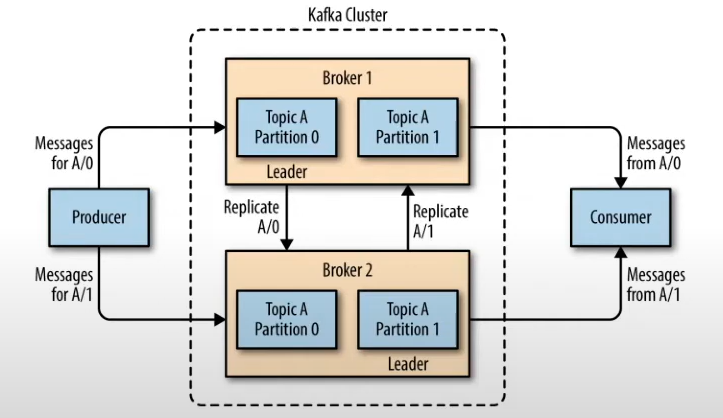 Kafka Cluster
Broker 1
Topic A
Partition 0
Topic A
Partition 1
Leader
Messages
for A/0
Messages
from A/0
Producer
Replicate
A/0
Replicate
A/1
Consumer
Messages
for A/1
Broker 2
Messages
from A/1
Topic A
Partition 0
Topic A
Partition 1
Leader